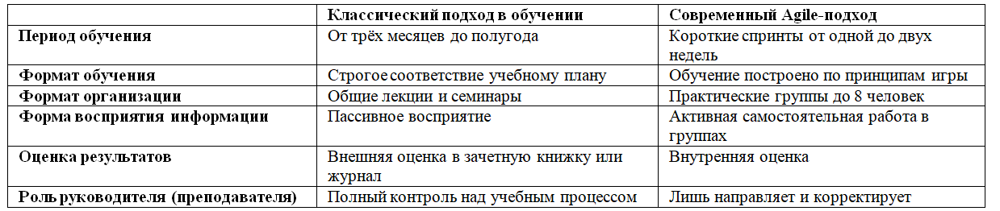 Классический подход в обучении Современный Agile-подход
Период обучения От трёх месяцев до полугода Короткие спринты от одной до двух
недель
Формат обучения Строгое соответствие учебному плану Обучение построено по принципам игры
Формат организации Общие лекции и семинары Практические группы до 8 человек
Форма восприятия информации Пассивное восприятие Активная самостоятельная работа в
группах
Оценка результатов Внешняя оценка в зачетную книжку или Внутренняя оценка
журнал
Роль руководителя (преподавателя) Полный контроль над учебным процессом Лишь направляет и корректирует